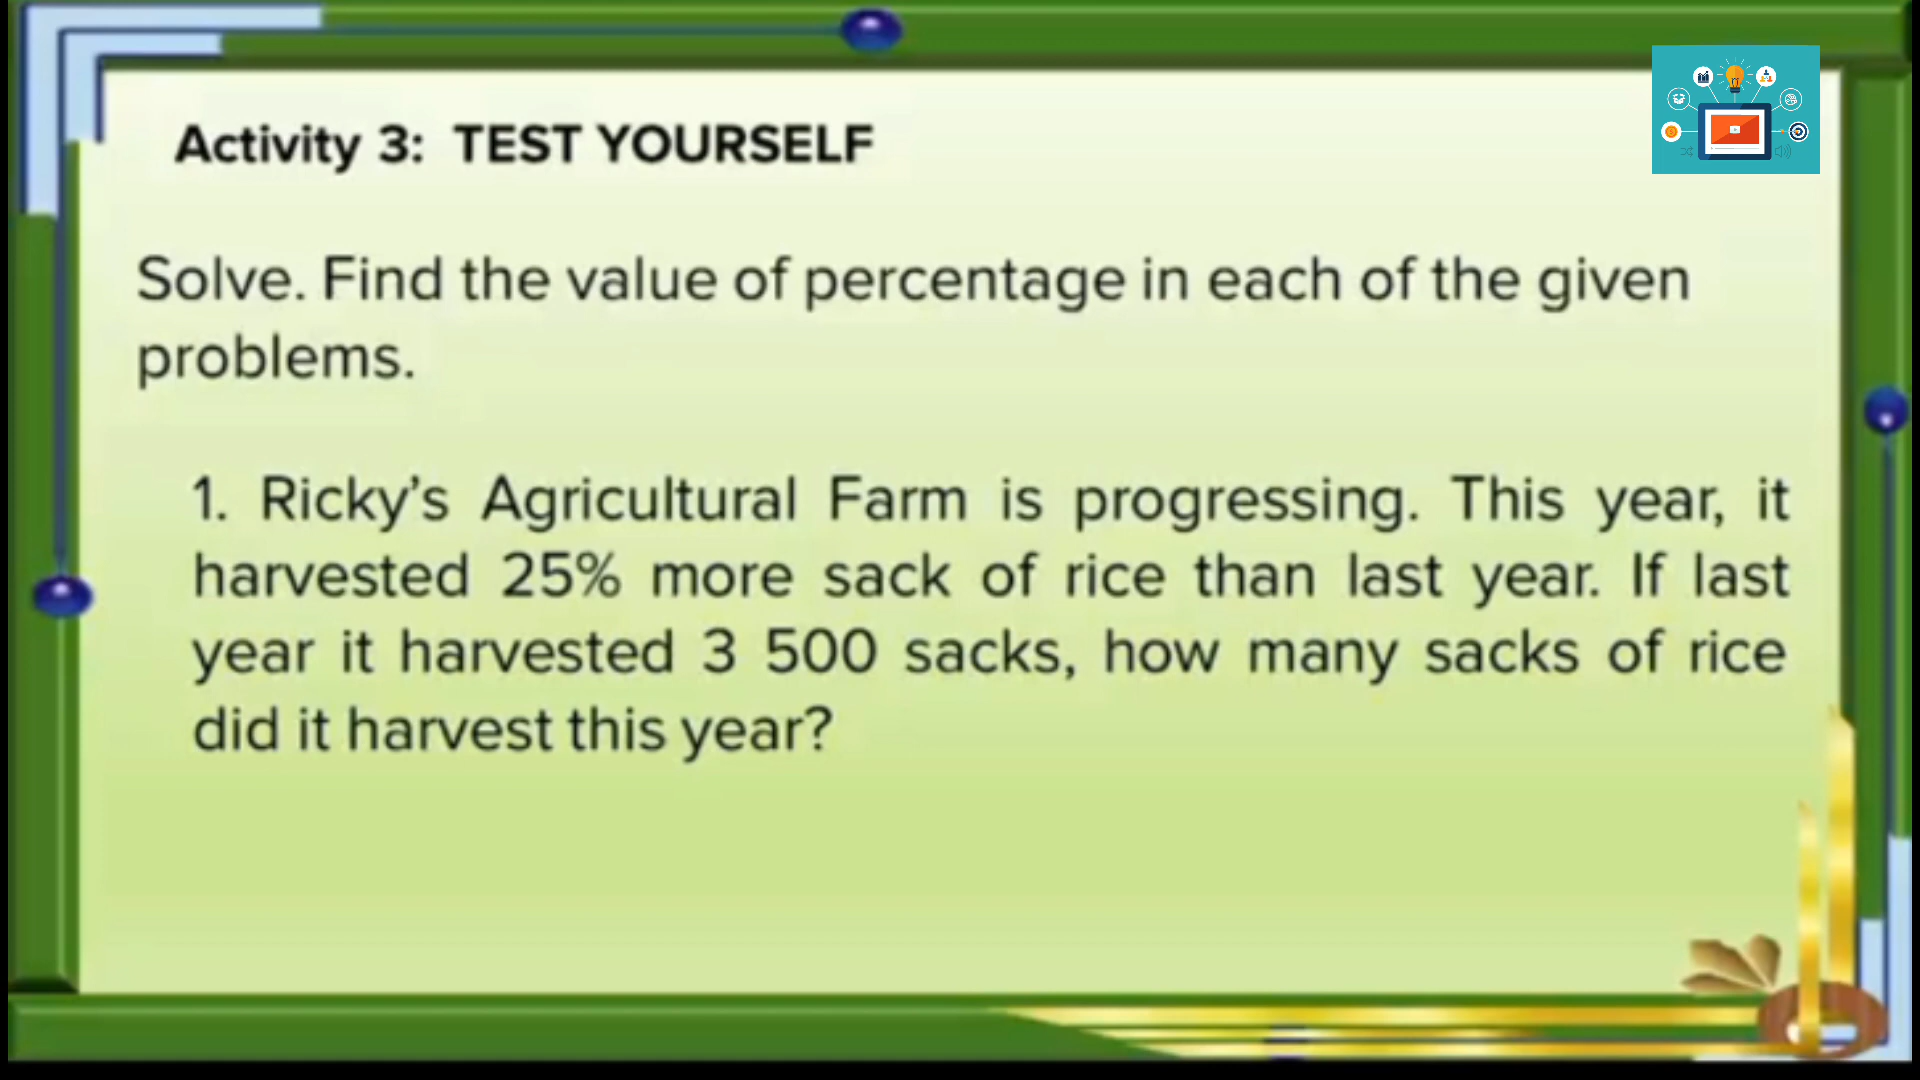 Activity 3: TEST YOURSELF
Solve. Find the value of percentage in each of the given
problems.
1. Ricky’s Agricultural Farm is progressing. This year, it
harvested 25% more sack of rice than last year. If last
year it harvested 3 500 sacks, how many sacks of rice
did it harvest this year?